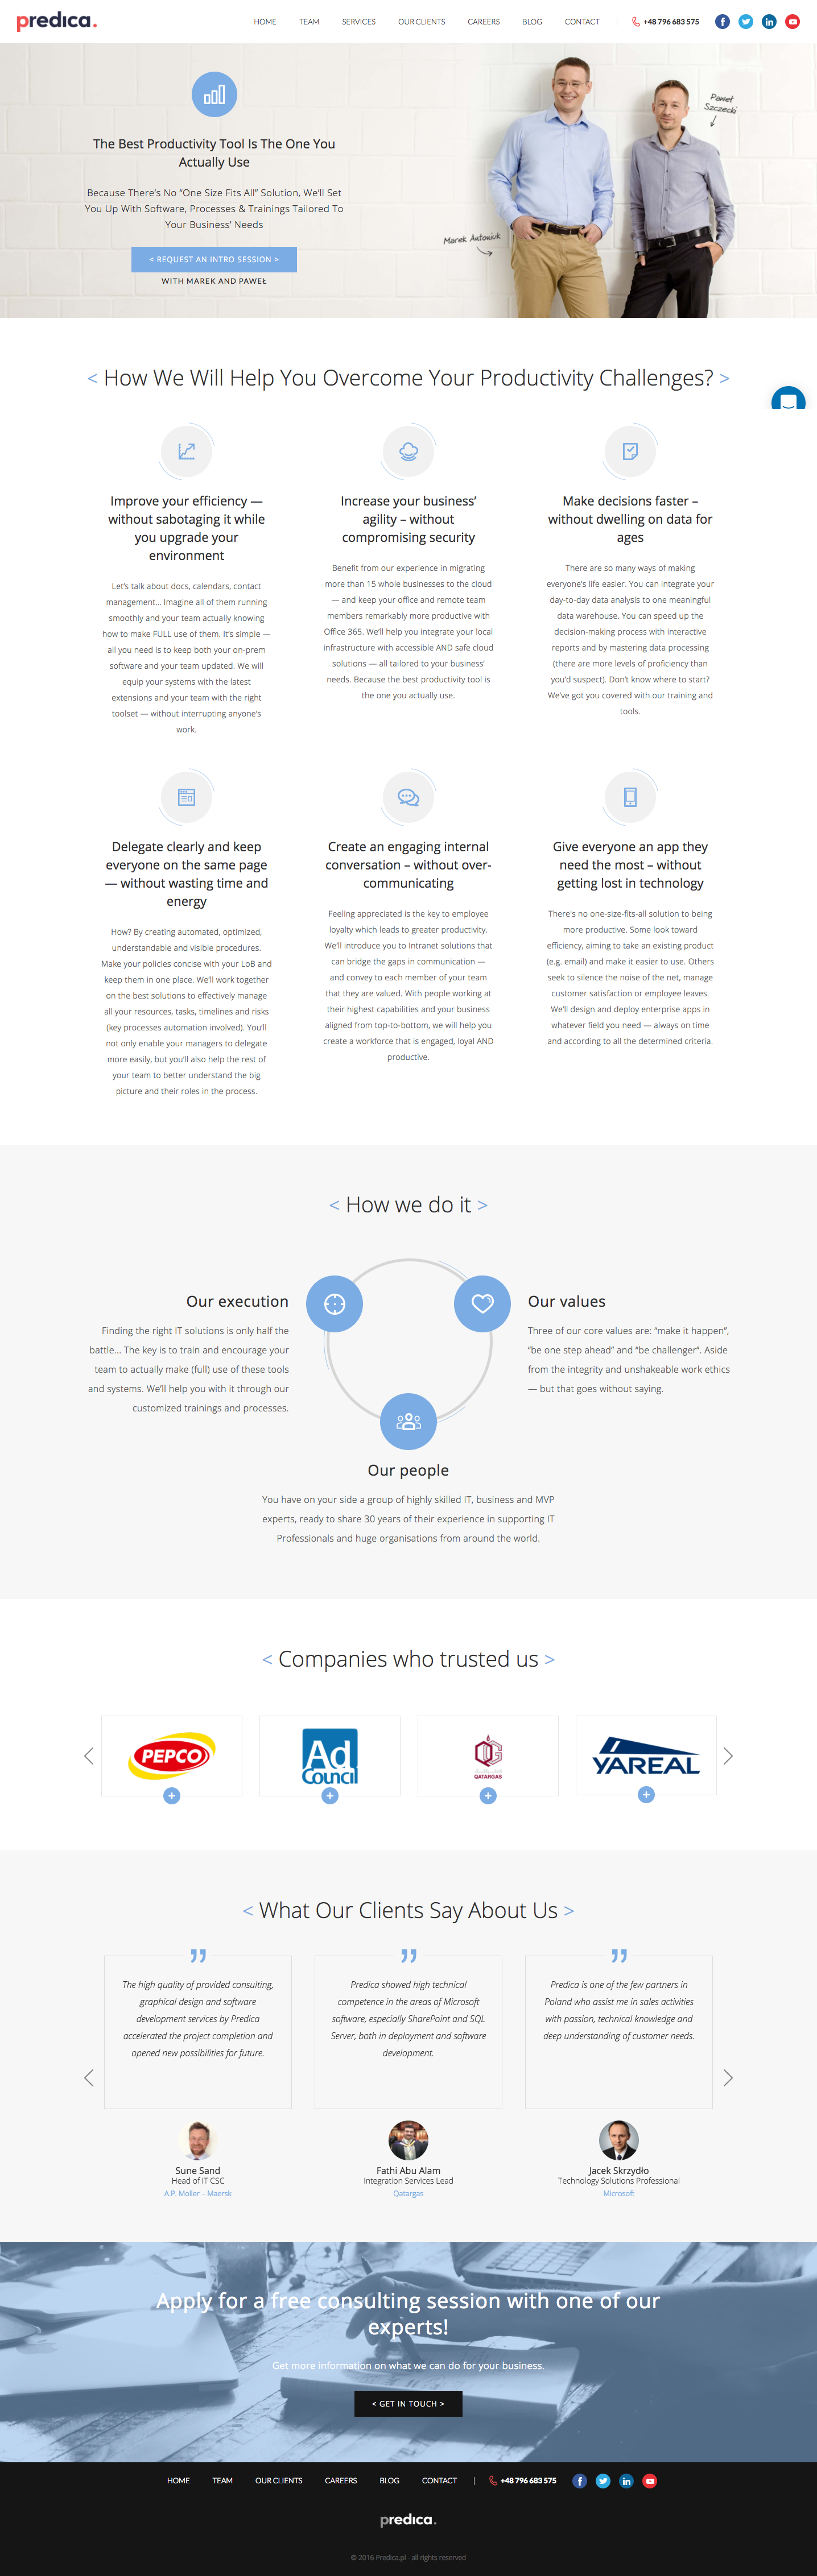 predica.
HOME TEAM SERVICES OUR CLIENTS CAREERS BLOG CONTACT | +48 796 683 575
The Best Productivity Tool Is The One You
Actually Use
Because There's No “One Size Fits All” Solution, We'll Set
You Up With Software, Processes & Trainings Tailored To
Your Business' Needs
< REQUEST AN INTRO SESSION >
WITH MAREK AND PAWEŁ
Paweł
Szczecki
Marek Antoniuk
< How We Will Help You Overcome Your Productivity Challenges? >
Improve your efficiency —
without sabotaging it while
you upgrade your
environment
Let's talk about docs, calendars, contact
management... Imagine all of them running
smoothly and your team actually knowing
how to make FULL use of them. It's simple —
all you need is to keep both your on-prem
software and your team updated. We will
equip your systems with the latest
extensions and your team with the right
toolset — without interrupting anyone's
work.
Increase your business'
agility – without
compromising security
Benefit from our experience in migrating
more than 15 whole businesses to the cloud
— and keep your office and remote team
members remarkably more productive with
Office 365. We'll help you integrate your local
infrastructure with accessible AND safe cloud
solutions — all tailored to your business'
needs. Because the best productivity tool is
the one you actually use.
Make decisions faster –
without dwelling on data for
ages
There are so many ways of making
everyone's life easier. You can integrate your
day-to-day data analysis to one meaningful
data warehouse. You can speed up the
decision-making process with interactive
reports and by mastering data processing
(there are more levels of proficiency than
you'd suspect). Don't know where to start?
We've got you covered with our training and
tools.
Delegate clearly and keep
everyone on the same page
— without wasting time and
energy
How? By creating automated, optimized,
understandable and visible procedures.
Make your policies concise with your LoB and
keep them in one place. We'll work together
on the best solutions to effectively manage
all your resources, tasks, timelines and risks
(key processes automation involved). You'll
not only enable your managers to delegate
more easily, but you'll also help the rest of
your team to better understand the big
picture and their roles in the process.
Create an engaging internal
conversation – without over-
communicating
Feeling appreciated is the key to employee
loyalty which leads to greater productivity.
We'll introduce you to Intranet solutions that
can bridge the gaps in communication —
and convey to each member of your team
that they are valued. With people working at
their highest capabilities and your business
aligned from top-to-bottom, we will help you
create a workforce that is engaged, loyal AND
productive.
Give everyone an app they
need the most – without
getting lost in technology
There's no one-size-fits-all solution to being
more productive. Some look toward
efficiency, aiming to take an existing product
(e.g. email) and make it easier to use. Others
seek to silence the noise of the net, manage
customer satisfaction or employee leaves.
We'll design and deploy enterprise apps in
whatever field you need — always on time
and according to all the determined criteria.
< How we do it >
Our execution
Finding the right IT solutions is only half the
battle... The key is to train and encourage your
team to actually make (full) use of these tools
and systems. We'll help you with it through our
customized trainings and processes.
Our values
Three of our core values are: “make it happen”,
“be one step ahead” and “be challenger”. Aside
from the integrity and unshakeable work ethics
— but that goes without saying.
Our people
You have on your side a group of highly skilled IT, business and MVP
experts, ready to share 30 years of their experience in supporting IT
Professionals and huge organisations from around the world.
< Companies who trusted us >
PEPCO
Ad
Council
QATARGAS
YAREAL
< What Our Clients Say About Us >
The high quality of provided consulting,
graphical design and software
development services by Predica
accelerated the project completion and
opened new possibilities for future.
Sune Sand
Head of IT CSC
A.P. Moller – Maersk
Predica showed high technical
competence in the areas of Microsoft
software, especially SharePoint and SQL
Server, both in deployment and software
development.
Fathi Abu Alam
Integration Services Lead
Qatargas
Predica is one of the few partners in
Poland who assist me in sales activities
with passion, technical knowledge and
deep understanding of customer needs.
Jacek Skrzydło
Technology Solutions Professional
Microsoft
Apply for a free consulting session with one of our
experts!
Get more information on what we can do for your business.
< GET IN TOUCH >
HOME TEAM OUR CLIENTS CAREERS BLOG CONTACT | +48 796 683 575
predica.
© 2016 Predica.pl - all rights reserved